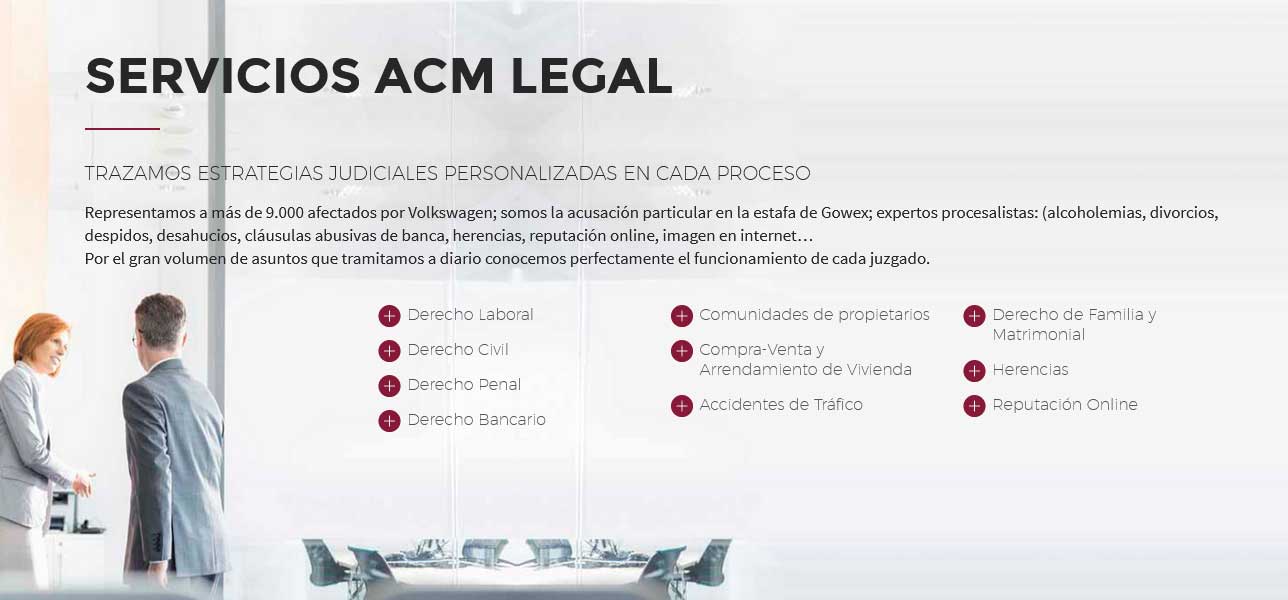 SERVICIOS ACM LEGAL
TRAZAMOS ESTRATEGIAS JUDICIALES PERSONALIZADAS EN CADA PROCESO
Representamos a más de 9.000 afectados por Volkswagen; somos la acusación particular en la estafa de Gowex; expertos procesalistas: (alcoholemias, divorcios,
despidos, desahucios, cláusulas abusivas de banca, herencias, reputación online, imagen en internet…
Por el gran volumen de asuntos que tramitamos a diario conocemos perfectamente el funcionamiento de cada juzgado.
Derecho Laboral
Derecho Civil
Derecho Penal
Derecho Bancario
Comunidades de propietarios
Compra-Venta y
Arrendamiento de Vivienda
Accidentes de Tráfico
Derecho de Familia y
Matrimonial
Herencias
Reputación Online